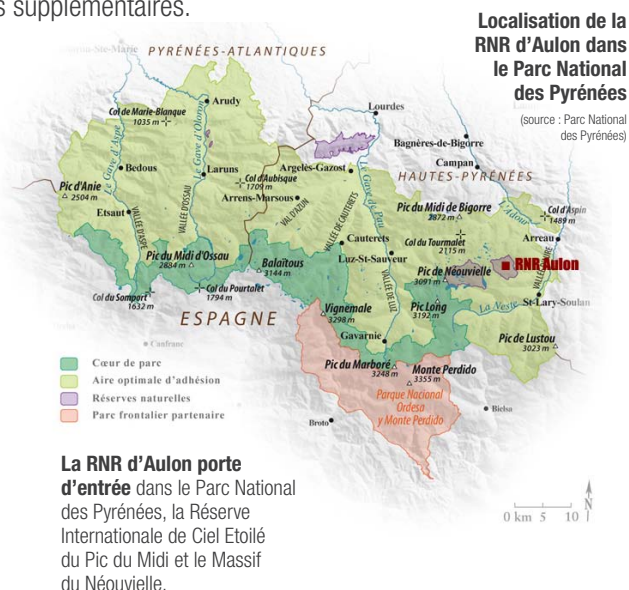 s supplémentaires.
Localisation de la
RNR d'Aulon dans
le Parc National
des Pyrénées
(source : Parc National
des Pyrénées)
PYRÉNÉES-ATLANTIQUES
Col de Marie-Blanque
1035 m
Arudy
Lourdes
Le Gave d'Aspe
Le Gave d'Oloron
Bedous
Laruns
Col d'Aubisque
1709 m
Argelès-Gazost
Le Gave de Pau
Bagnères-de-Bigorre
Campan
HAUTES-PYRÉNÉES
Pic d'Anie
2504 m
Etsaut
VALLÉE D'ASPE
VALLÉE D'OSSAU
Arrens-Marsous
VAL D'AZUN
VALLÉE DE CAUTERETS
Pic du Midi de Bigorre
2872 m
L'Adour
Col d'Aspin
1489 m
Arreau
Cauterets
Col du Tourmalet
2115 m
Pic du Midi d'Ossau
2884 m
Balaïtous
3144 m
Luz-St-Sauveur
VALLÉE DE LUZ
Pic de Néouvielle
3091 m
RNR Aulon
Col du Somport
1632 m
Col du Pourtalet
1794 m
ESPAGNE
Vignemale
3298 m
Pic Long
3192 m
St-Lary-Soulan
Gavarnie
Pic de Lustou
3023 m
Canfranc
Pic du Marboré
3248 m
Monte Perdido
3355 m
Parque Nacional
Ordesa
y Monte Perdido
Broto
Bielsa
Cœur de parc
Aire optimale d'adhésion
Réserves naturelles
Parc frontalier partenaire
N
0 km 5 10
La RNR d'Aulon porte
d'entrée dans le Parc National
des Pyrénées, la Réserve
Internationale de Ciel Etoilé
du Pic du Midi et le Massif
du Néouvielle.